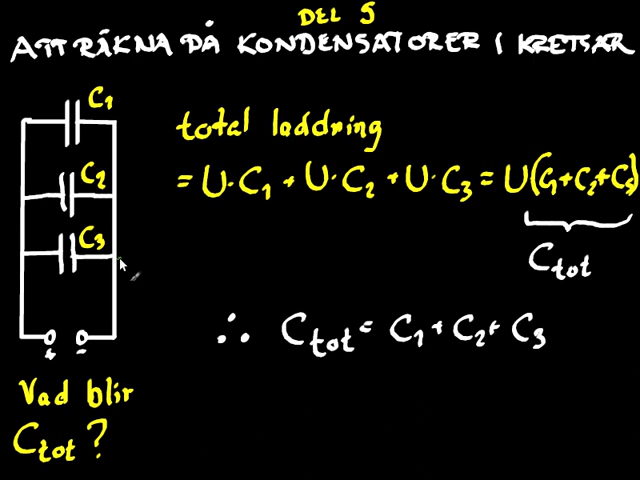 DEL 5
ATT RÄKNA PÅ KONDENSATORER I KRETSAR
C₁
C₂
C₃
+ -
Vad blir
Ctot?
total laddning
= U·C₁ + U·C₂ + U·C₃ = U(C₁+C₂+C₃)
Ctot
∴ Ctot = C₁ + C₂ + C₃